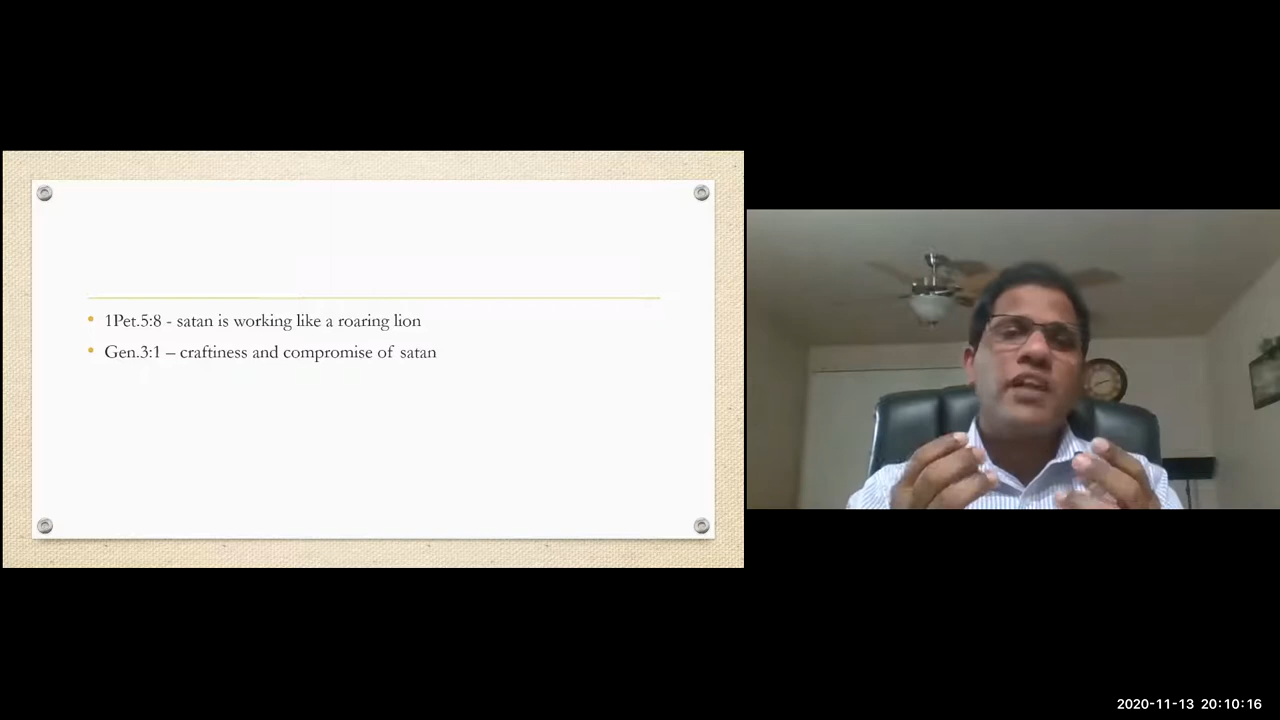 1Pet.5:8 - satan is working like a roaring lion
Gen.3:1 – craftiness and compromise of satan
2020-11-13 20:10:16